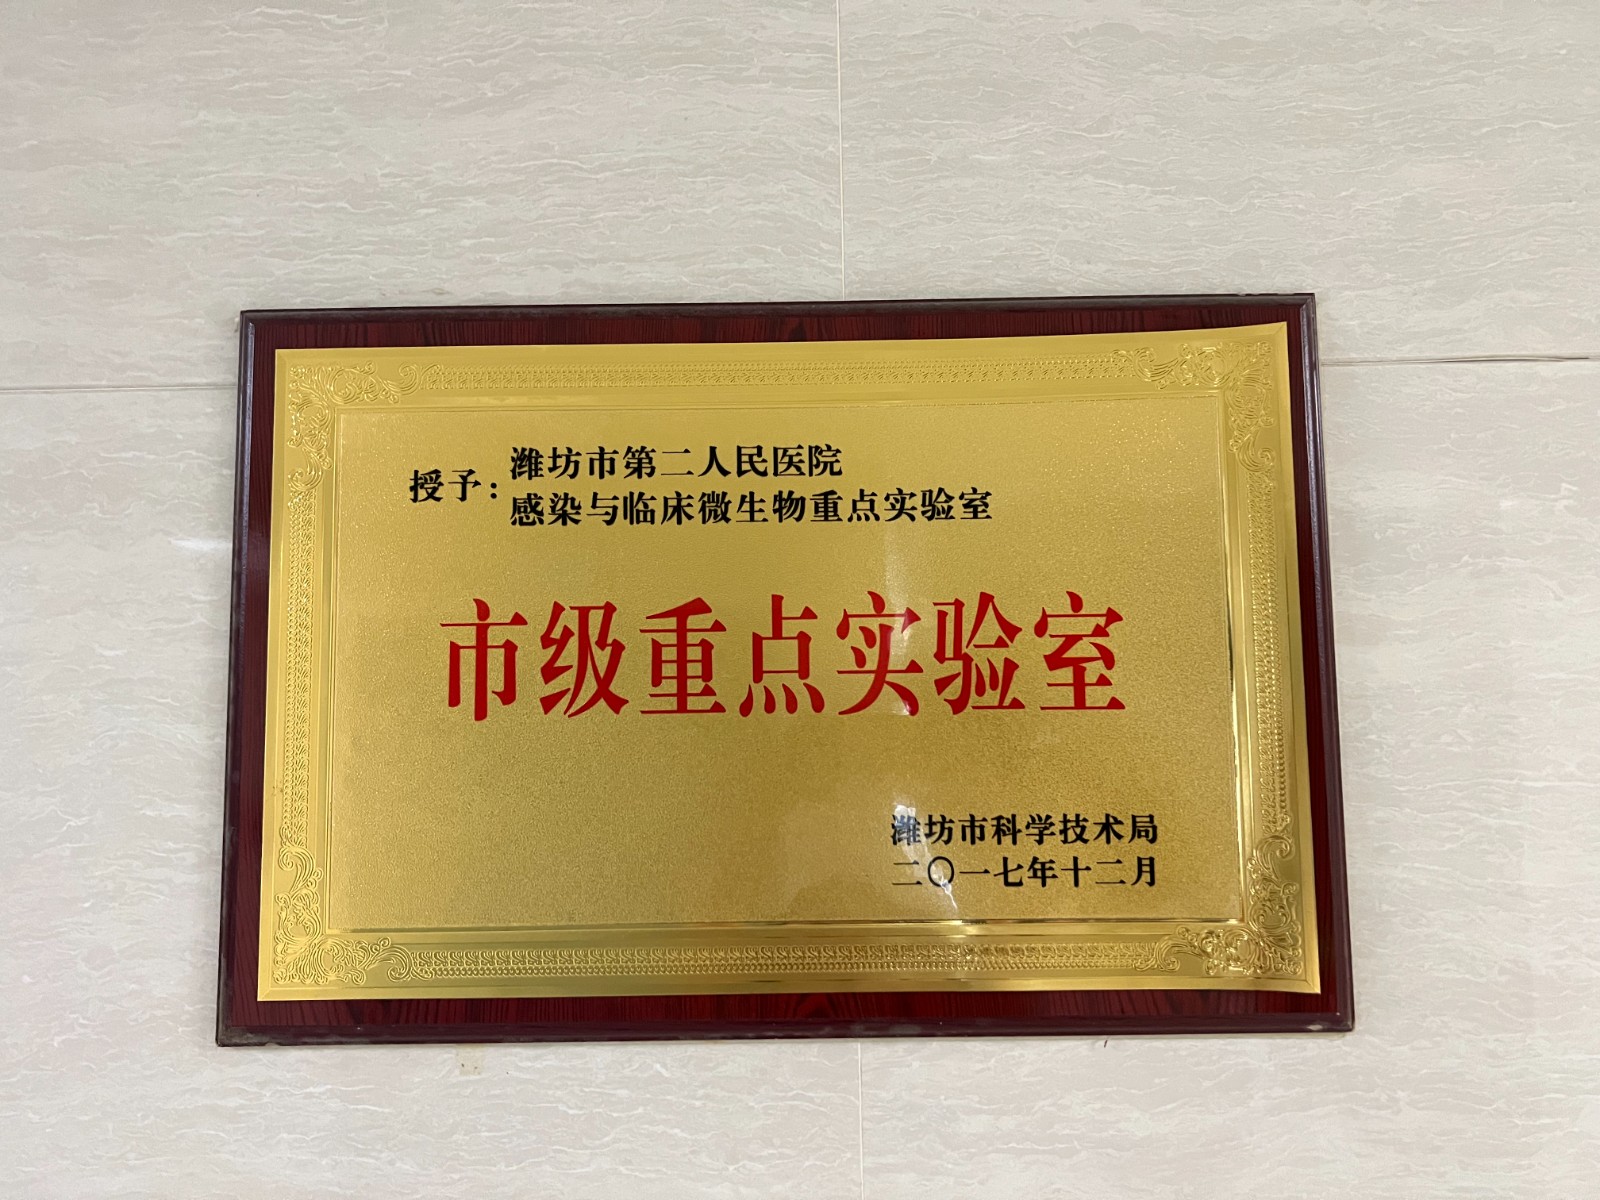 授予：
潍坊市第二人民医院
感染与临床微生物重点实验室
市级重点实验室
潍坊市科学技术局
二〇一七年十二月